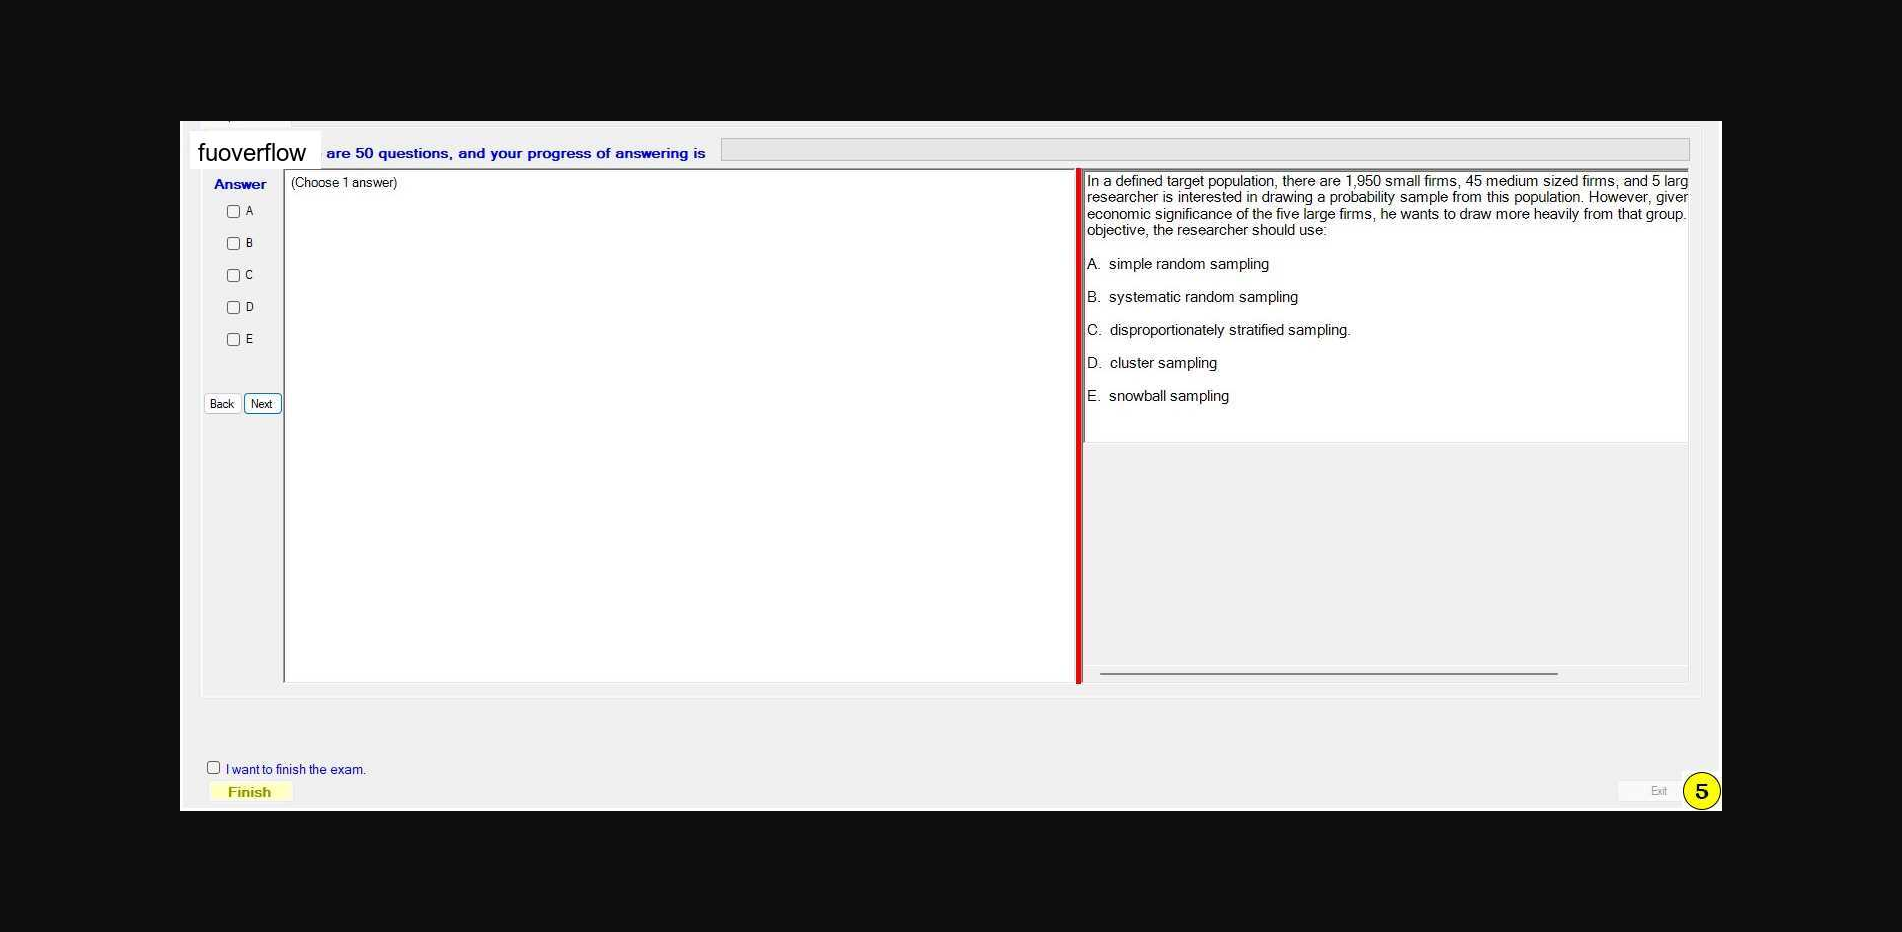 fuoverflow are 50 questions, and your progress of answering is
Answer
(Choose 1 answer)
A
B
C
D
E
Back Next
In a defined target population, there are 1,950 small firms, 45 medium sized firms, and 5 larg
researcher is interested in drawing a probability sample from this population. However, giver
economic significance of the five large firms, he wants to draw more heavily from that group.
objective, the researcher should use:
A. simple random sampling
B. systematic random sampling
C. disproportionately stratified sampling.
D. cluster sampling
E. snowball sampling
I want to finish the exam.
Finish
Exit
5